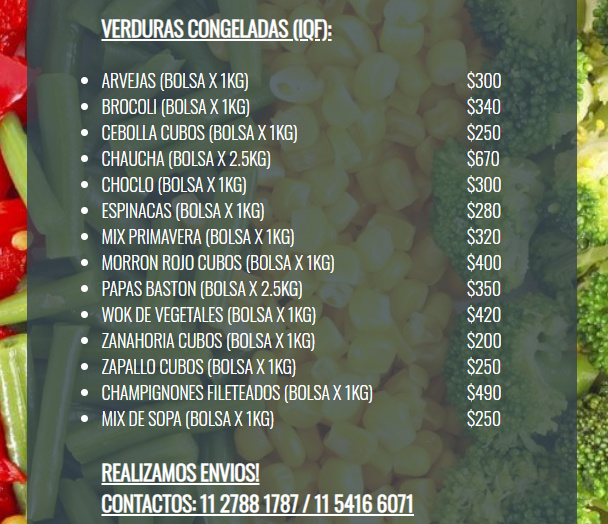 VERDURAS CONGELADAS (IQF):
ARVEJAS (BOLSA X 1KG) $300
BROCOLI (BOLSA X 1KG) $340
CEBOLLA CUBOS (BOLSA X 1KG) $250
CHAUCHA (BOLSA X 2.5KG) $670
CHOCLO (BOLSA X 1KG) $300
ESPINACAS (BOLSA X 1KG) $280
MIX PRIMAVERA (BOLSA X 1KG) $320
MORRON ROJO CUBOS (BOLSA X 1KG) $400
PAPAS BASTON (BOLSA X 2.5KG) $350
WOK DE VEGETALES (BOLSA X 1KG) $420
ZANAHORIA CUBOS (BOLSA X 1KG) $200
ZAPALLO CUBOS (BOLSA X 1KG) $250
CHAMPIGNONES FILETEADOS (BOLSA X 1KG) $490
MIX DE SOPA (BOLSA X 1KG) $250
REALIZAMOS ENVIOS!
CONTACTOS: 11 2788 1787 / 11 5416 6071